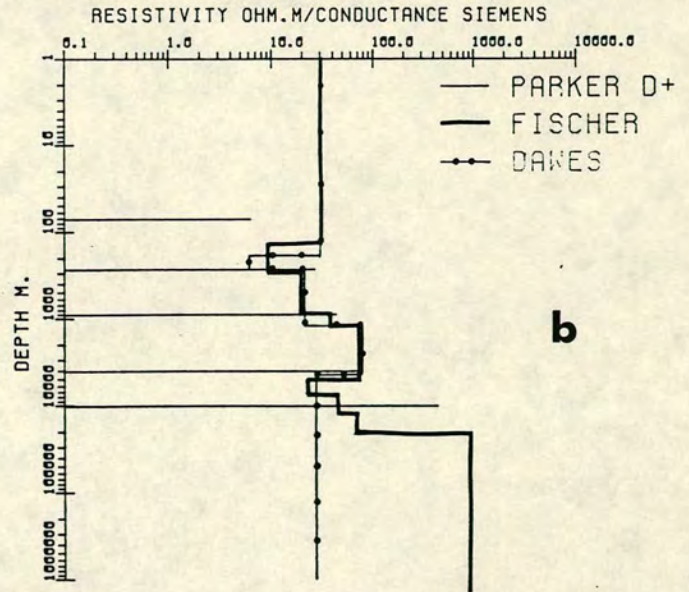 RESISTIVITY OHM.M/CONDUCTANCE SIEMENS
0.1 1.0 10.0 100.0 1000.0 10000.0
PARKER D+
FISCHER
DAWES
DEPTH M.
1
10
100
1000
10000
100000
1000000
b